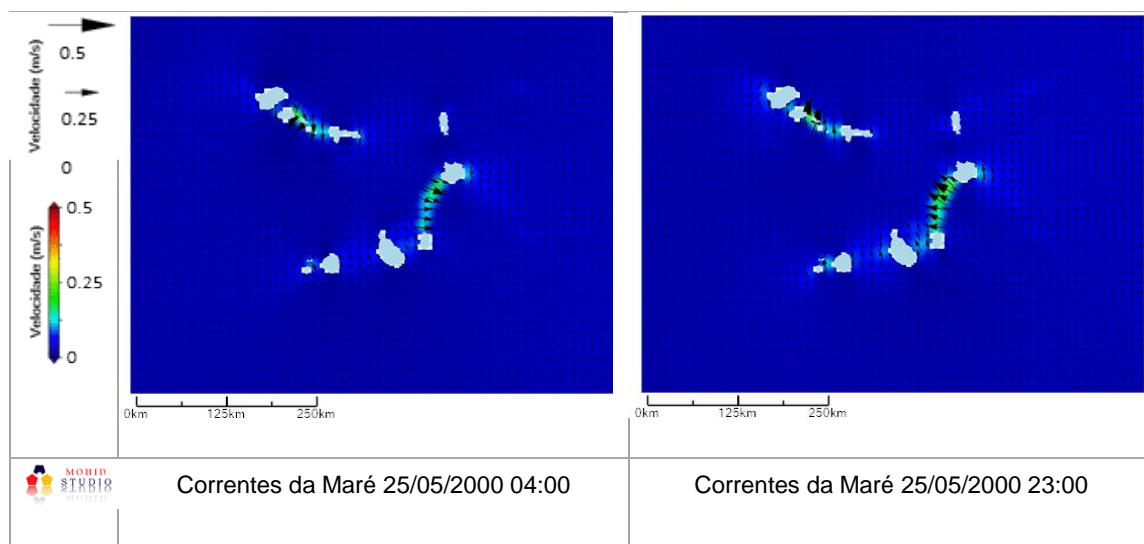 Velocidade (m/s)
0.5
0.25
0
Velocidade (m/s)
0.5
0.25
0
0km 125km 250km
0km 125km 250km
MOHID
STUDIO
Correntes da Maré 25/05/2000 04:00
Correntes da Maré 25/05/2000 23:00